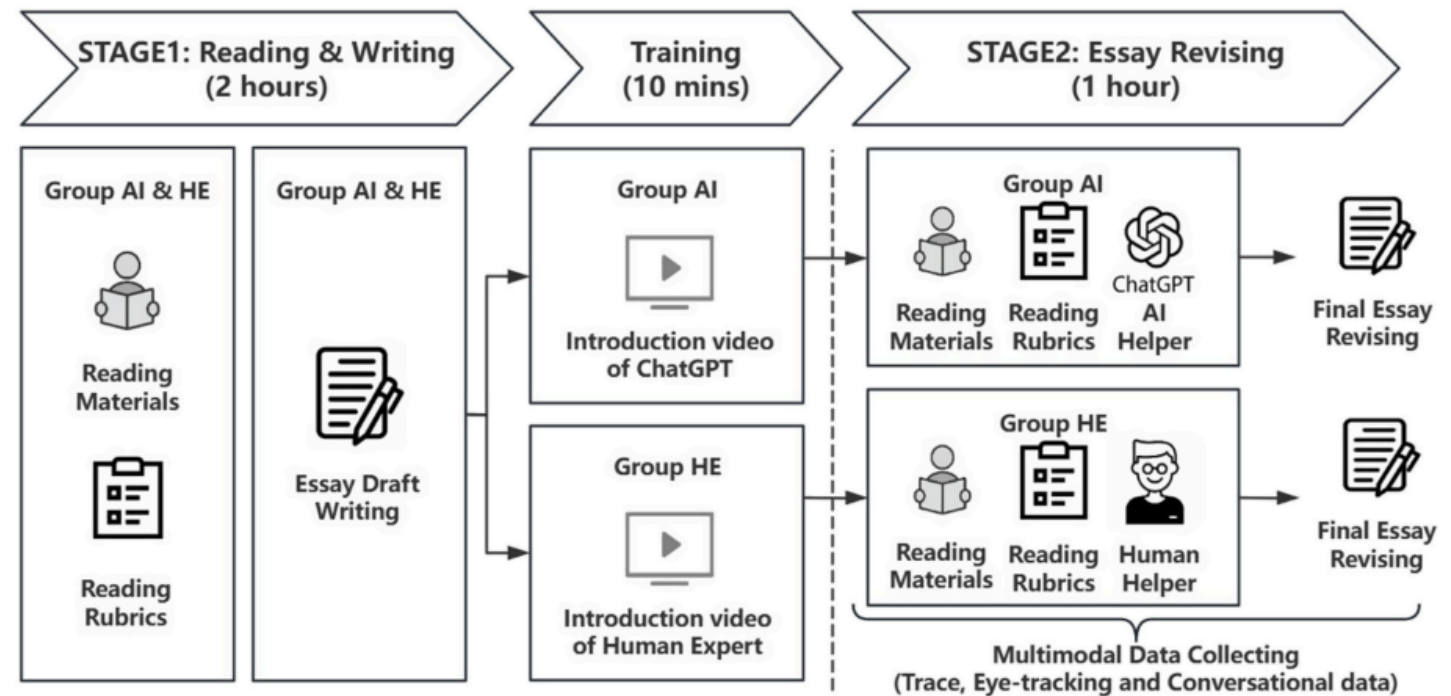 STAGE1: Reading & Writing
(2 hours)
Training
(10 mins)
STAGE2: Essay Revising
(1 hour)
Group AI & HE
Reading
Materials
Reading
Rubrics
Group AI & HE
Essay Draft
Writing
Group AI
Introduction video
of ChatGPT
Group HE
Introduction video
of Human Expert
Group AI
Reading
Materials
Reading
Rubrics
ChatGPT
AI
Helper
Final Essay
Revising
Group HE
Reading
Materials
Reading
Rubrics
Human
Helper
Final Essay
Revising
Multimodal Data Collecting
(Trace, Eye-tracking and Conversational data)